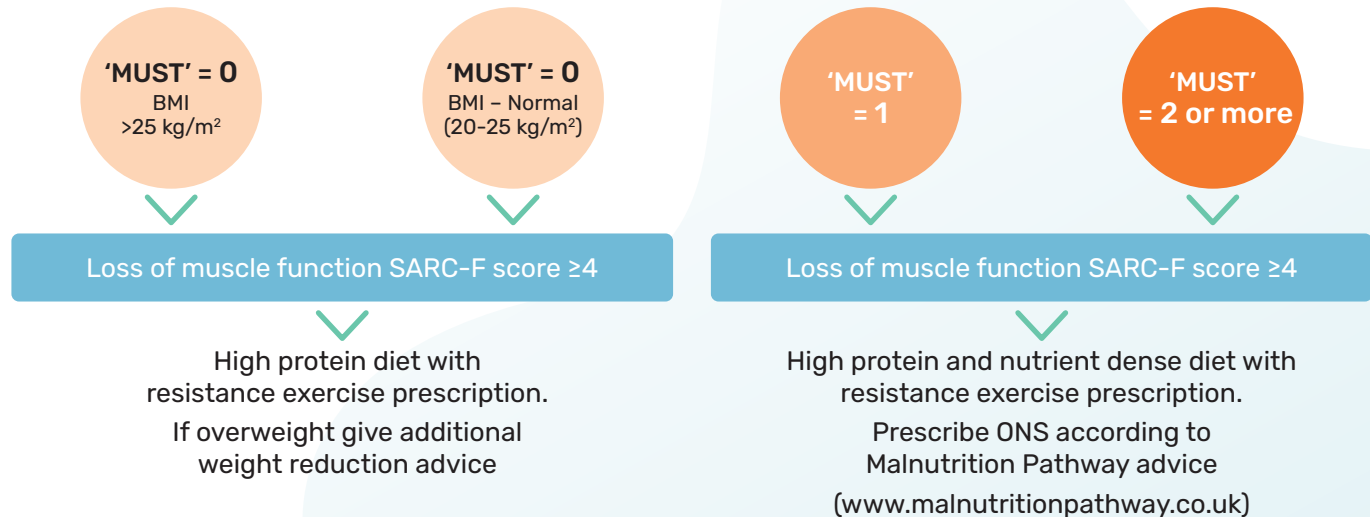 ‘MUST’ = 0
BMI
>25 kg/m²
‘MUST’ = 0
BMI – Normal
(20-25 kg/m²)
‘MUST’
= 1
‘MUST’
= 2 or more
Loss of muscle function SARC-F score ≥4
Loss of muscle function SARC-F score ≥4
High protein diet with
resistance exercise prescription.
If overweight give additional
weight reduction advice
High protein and nutrient dense diet with
resistance exercise prescription.
Prescribe ONS according to
Malnutrition Pathway advice
(www.malnutritionpathway.co.uk)